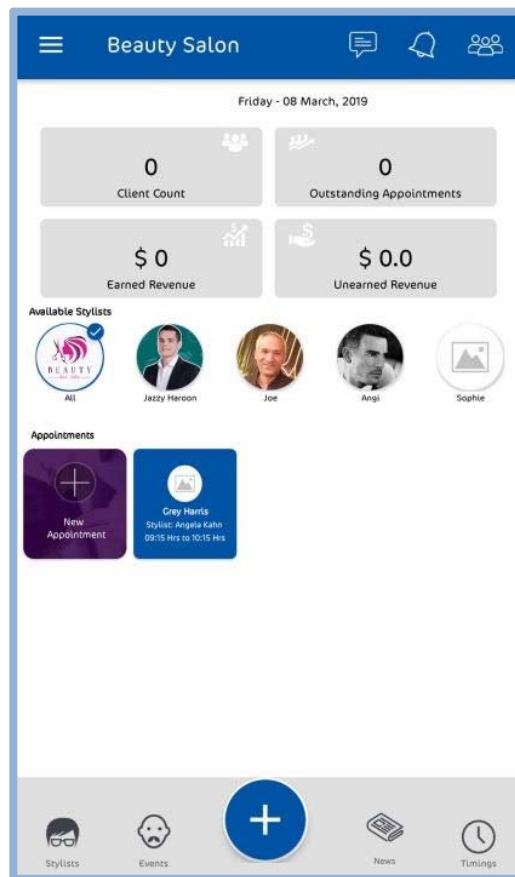 Beauty Salon
Friday - 08 March, 2019
0
Client Count
0
Outstanding Appointments
$ 0
Earned Revenue
$ 0.0
Unearned Revenue
Available Stylists
BEAUTY
All
Jazzy Haroon
Joe
Angi
Sophie
Appointments
New
Appointment
Grey Harris
Stylist: Angela Kahn
09:15 Hrs to 10:15 Hrs
Stylists
Events
News
Timings